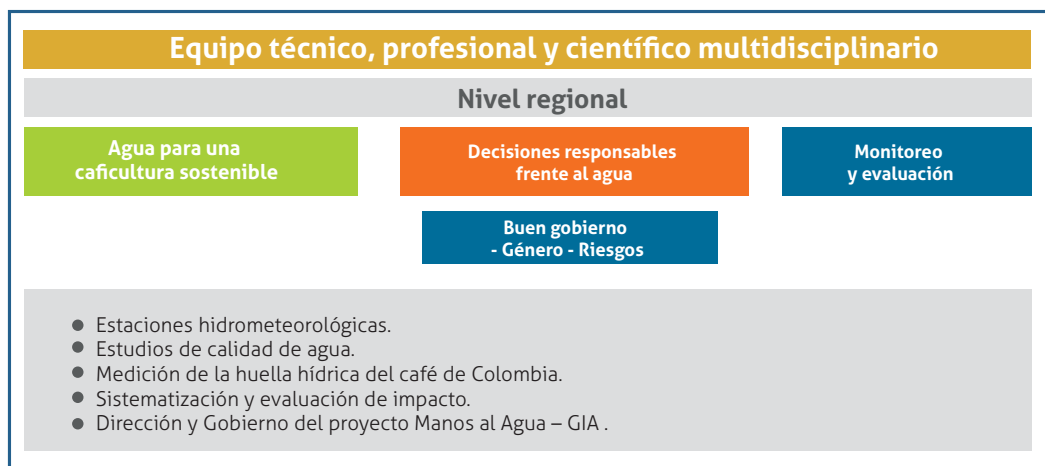 Equipo técnico, profesional y científico multidisciplinario
Nivel regional
Agua para una
caficultura sostenible
Decisiones responsables
frente al agua
Monitoreo
y evaluación
Buen gobierno
- Género - Riesgos
● Estaciones hidrometeorológicas.
● Estudios de calidad de agua.
● Medición de la huella hídrica del café de Colombia.
● Sistematización y evaluación de impacto.
● Dirección y Gobierno del proyecto Manos al Agua – GIA .